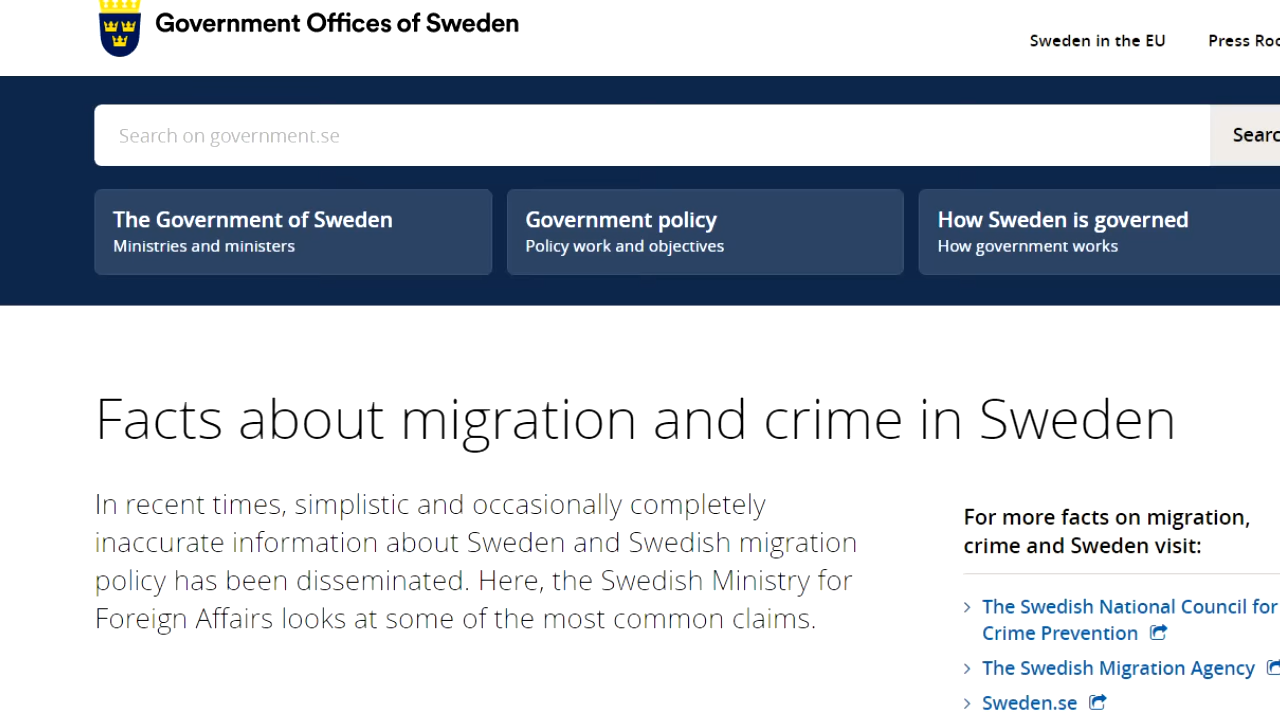 Government Offices of Sweden
Sweden in the EU
Search on government.se
The Government of Sweden
Ministries and ministers
Government policy
Policy work and objectives
How Sweden is governed
How government works
Facts about migration and crime in Sweden
In recent times, simplistic and occasionally completely
inaccurate information about Sweden and Swedish migration
policy has been disseminated. Here, the Swedish Ministry for
Foreign Affairs looks at some of the most common claims.
For more facts on migration,
crime and Sweden visit:
The Swedish National Council for
Crime Prevention
The Swedish Migration Agency
Sweden.se